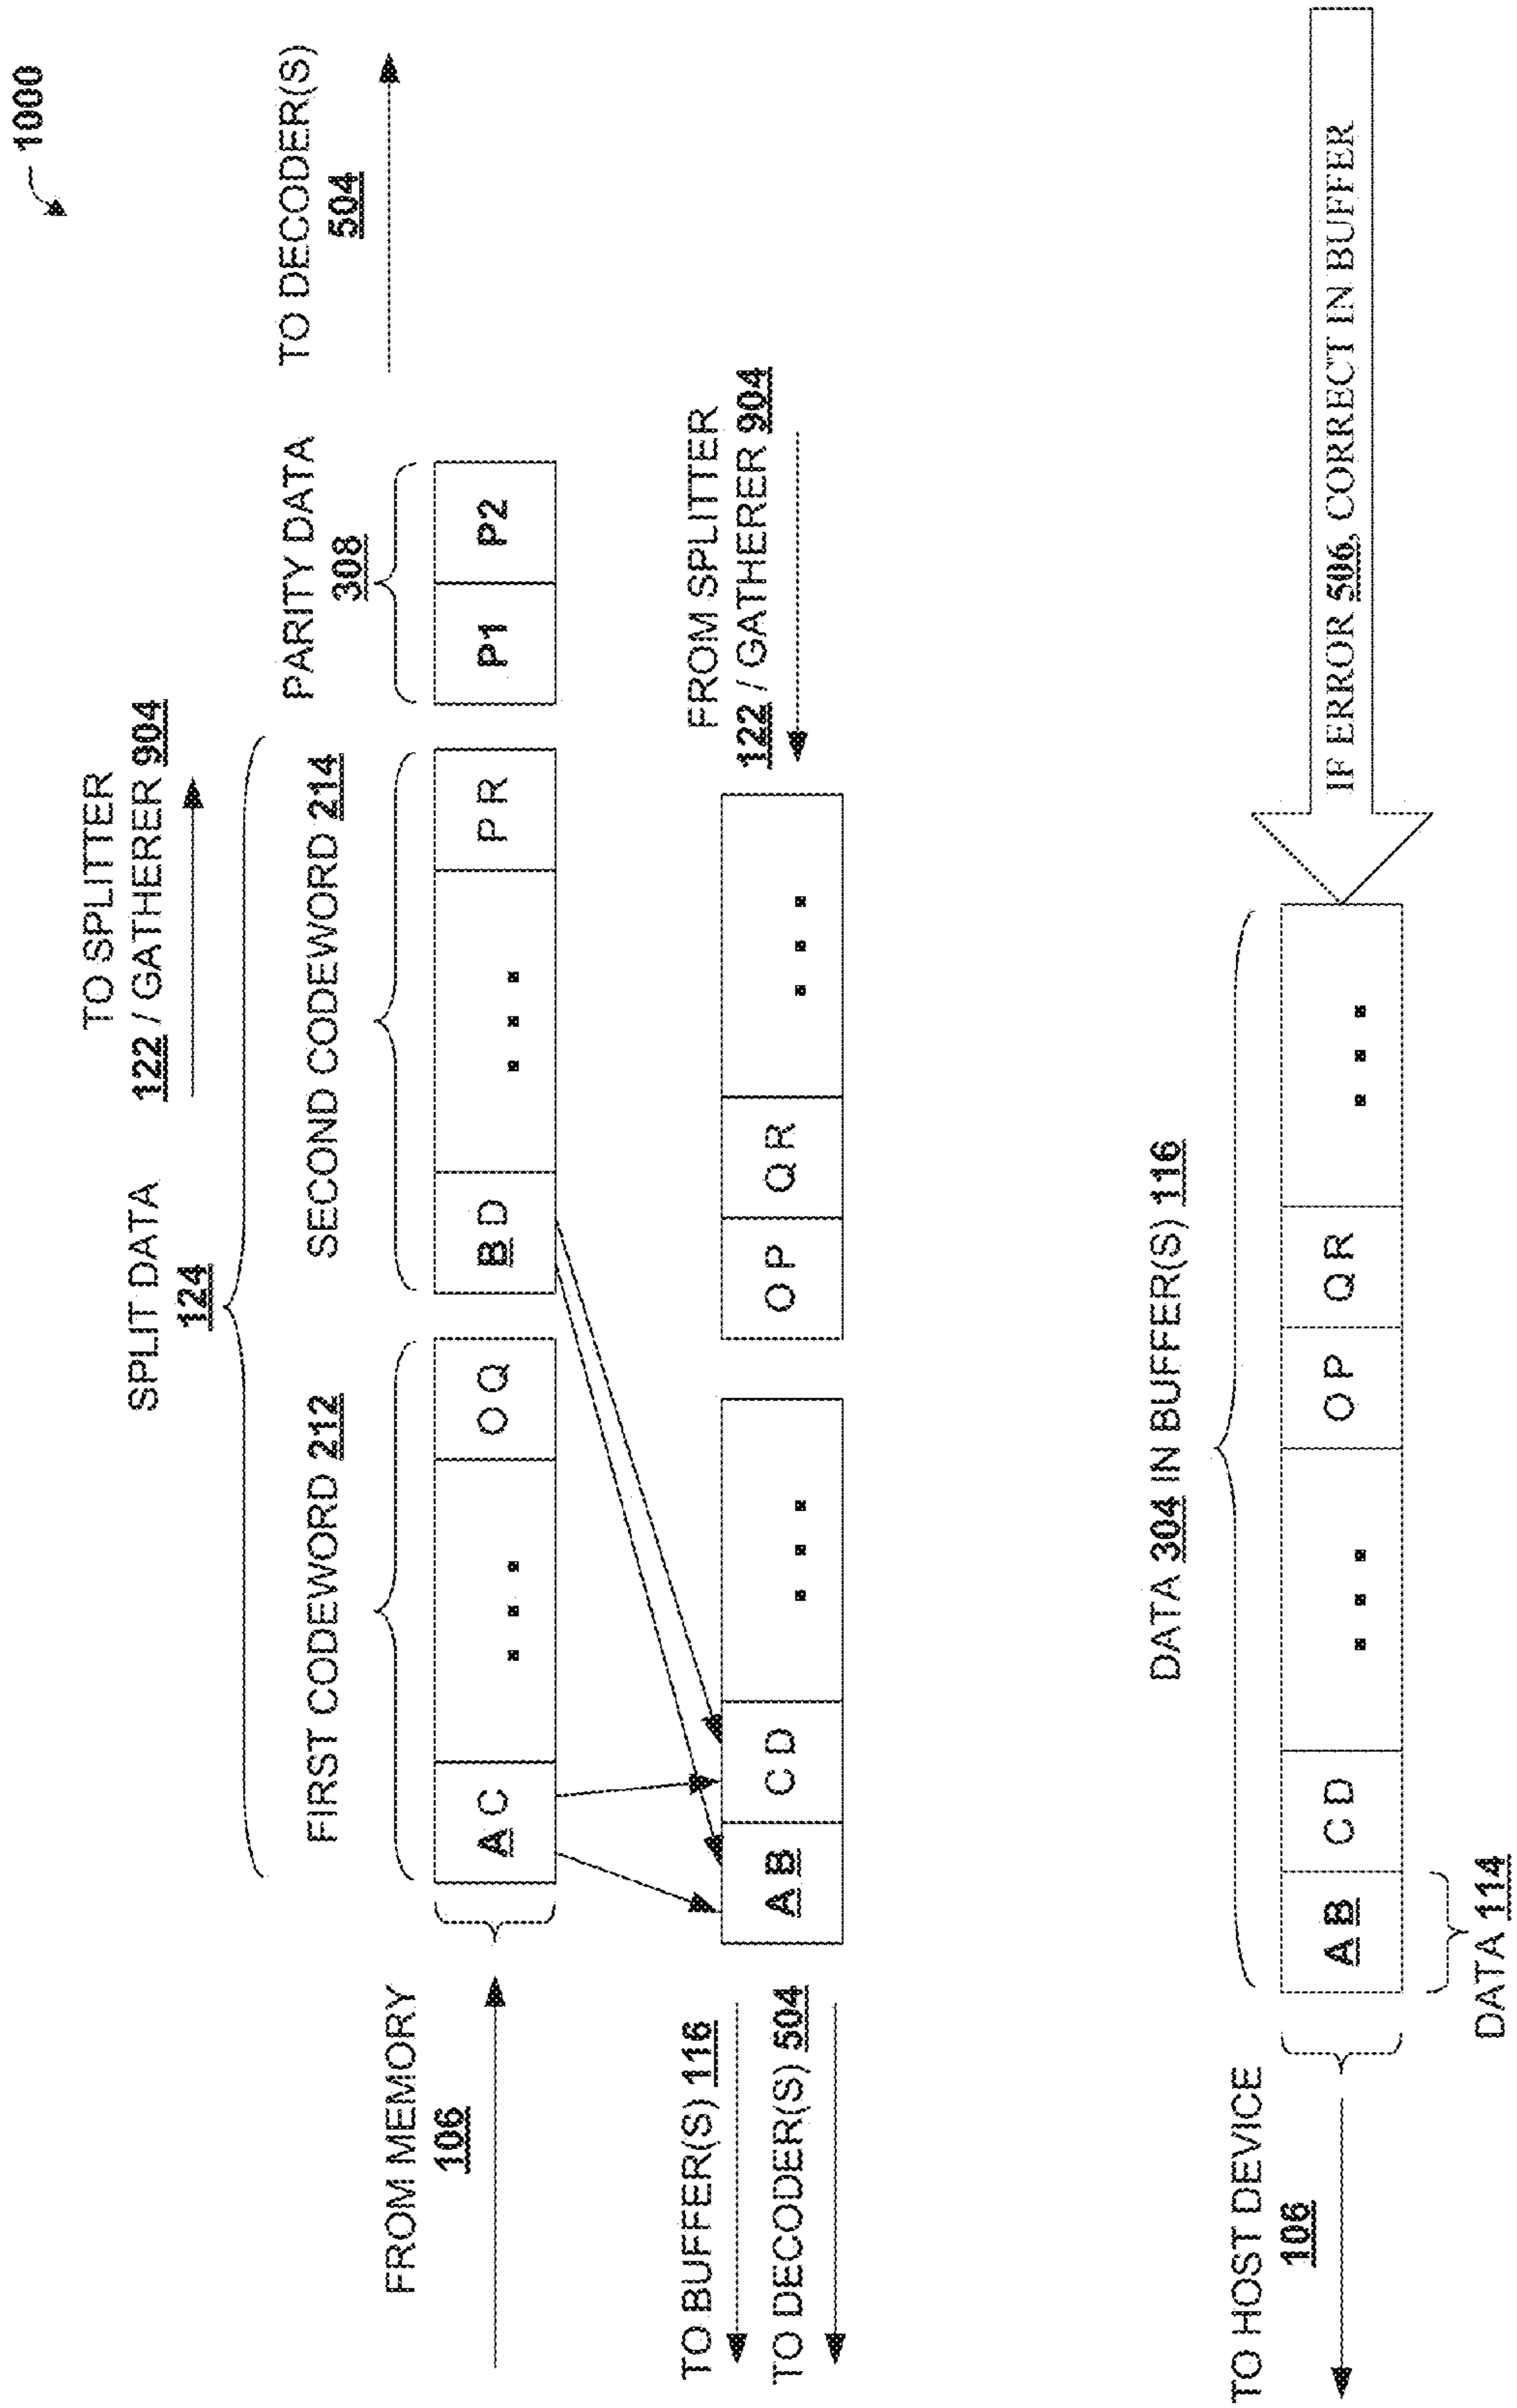 1000
TO SPLITTER
122 / GATHERER 904
TO DECODER(S)
504
SPLIT DATA
124
FIRST CODEWORD 212
SECOND CODEWORD 214
PARITY DATA
308
FROM MEMORY
106
A C
O Q
B D
P R
P1
P2
FROM SPLITTER
122 / GATHERER 904
TO BUFFER(S) 116
TO DECODER(S) 504
A B
C D
O P
Q R
DATA 304 IN BUFFER(S) 116
TO HOST DEVICE
106
A B
C D
O P
Q R
IF ERROR 506, CORRECT IN BUFFER
DATA 114